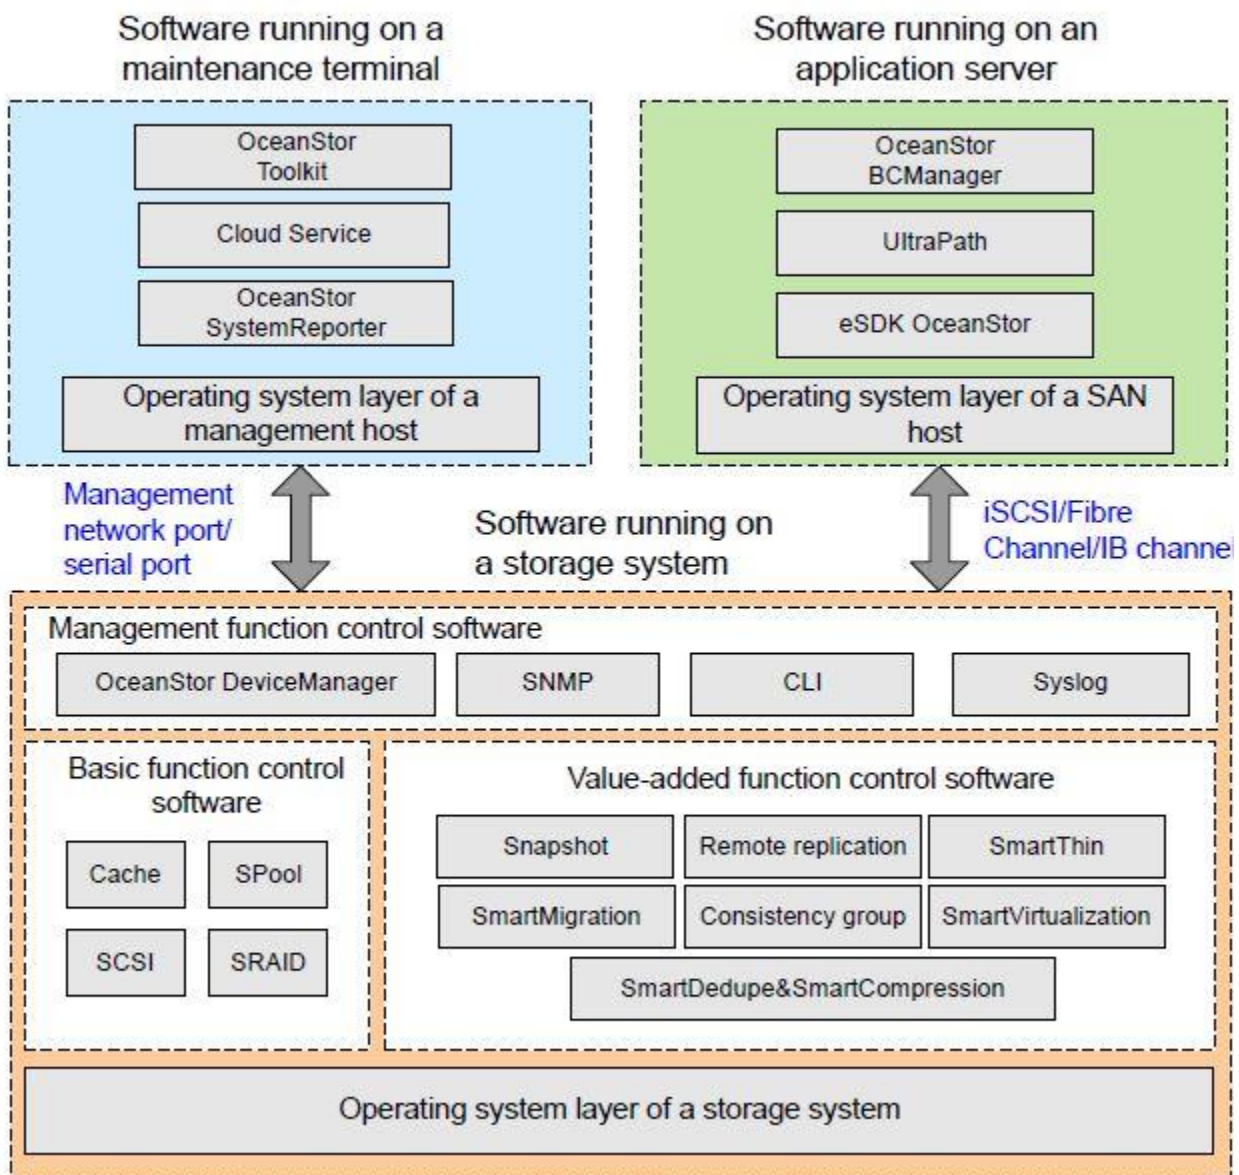 Software running on a
maintenance terminal
Software running on an
application server
OceanStor
Toolkit
Cloud Service
OceanStor
SystemReporter
Operating system layer of a
management host
OceanStor
BCManager
UltraPath
eSDK OceanStor
Operating system layer of a SAN
host
Management
network port/
serial port
Software running on
a storage system
iSCSI/Fibre
Channel/IB channel
Management function control software
OceanStor DeviceManager
SNMP
CLI
Syslog
Basic function control
software
Cache
SPool
SCSI
SRAID
Value-added function control software
Snapshot
Remote replication
SmartThin
SmartMigration
Consistency group
SmartVirtualization
SmartDedupe&SmartCompression
Operating system layer of a storage system